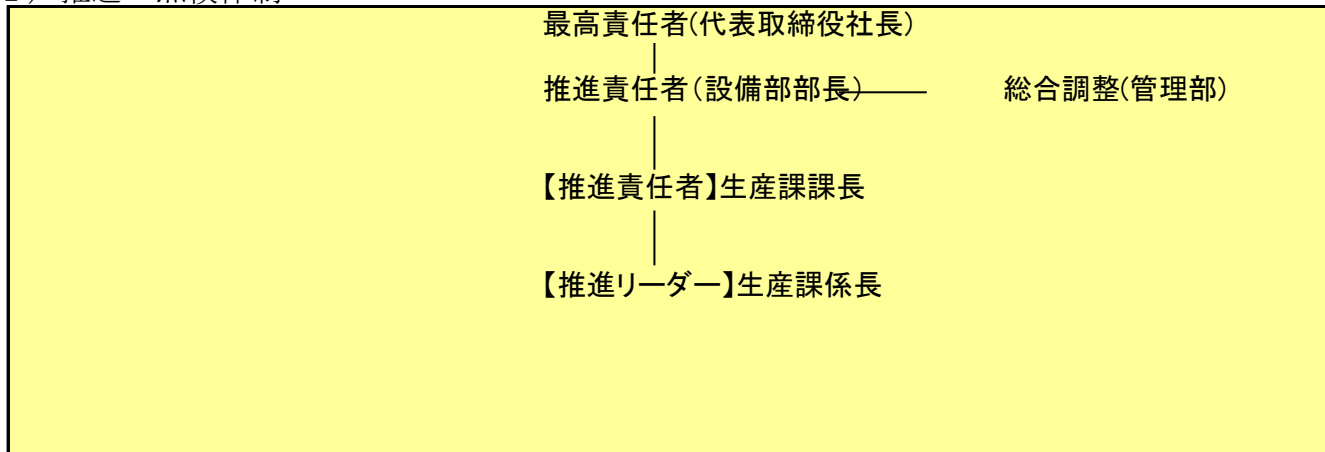 最高責任者(代表取締役社長)
推進責任者(設備部部長) 総合調整(管理部)
【推進責任者】生産課課長
【推進リーダー】生産課係長